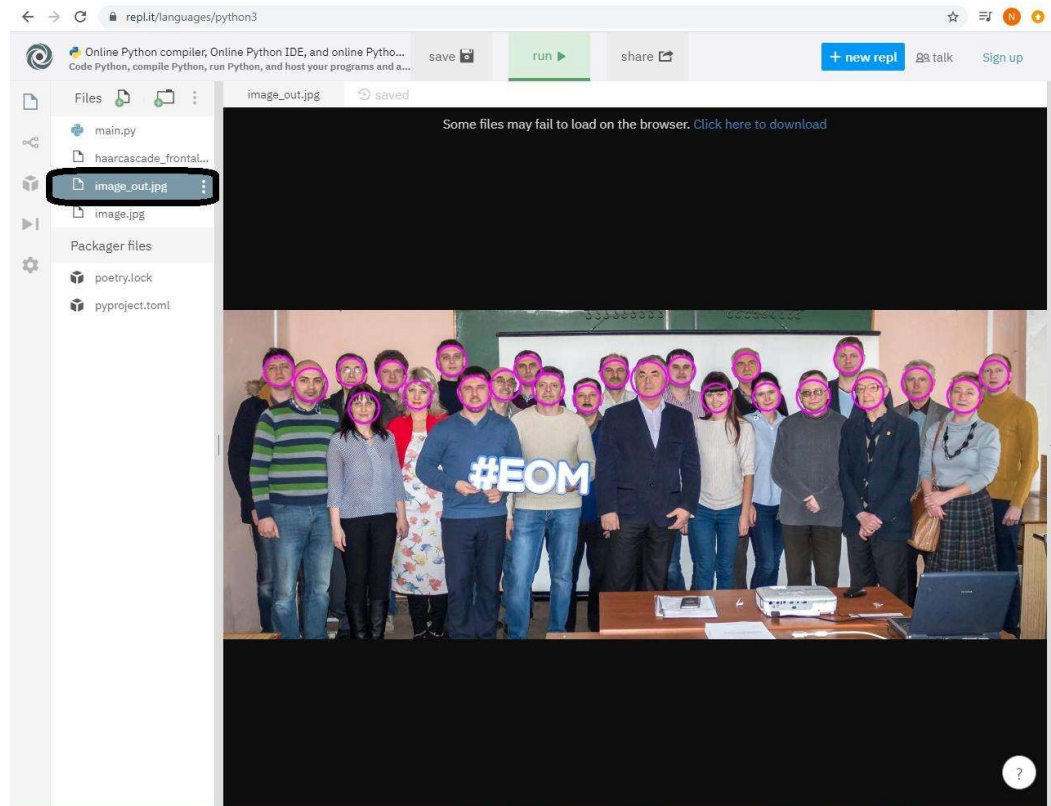 repl.it/languages/python3
N
Online Python compiler, Online Python IDE, and online Pytho...
Code Python, compile Python, run Python, and host your programs and a...
save
run
share
+ new repl
talk
Sign up
Files
image_out.jpg
saved
main.py
haarcascade_frontal...
image_out.jpg
image.jpg
Packager files
poetry.lock
pyproject.toml
Some files may fail to load on the browser. Click here to download
#EOM
?